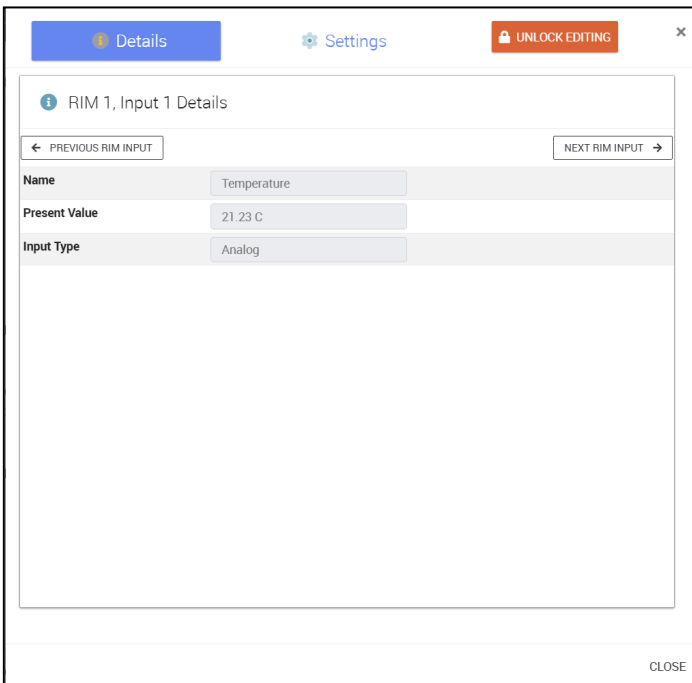 Details
Settings
UNLOCK EDITING
×
RIM 1, Input 1 Details
← PREVIOUS RIM INPUT
NEXT RIM INPUT →
Name
Temperature
Present Value
21.23 C
Input Type
Analog
CLOSE